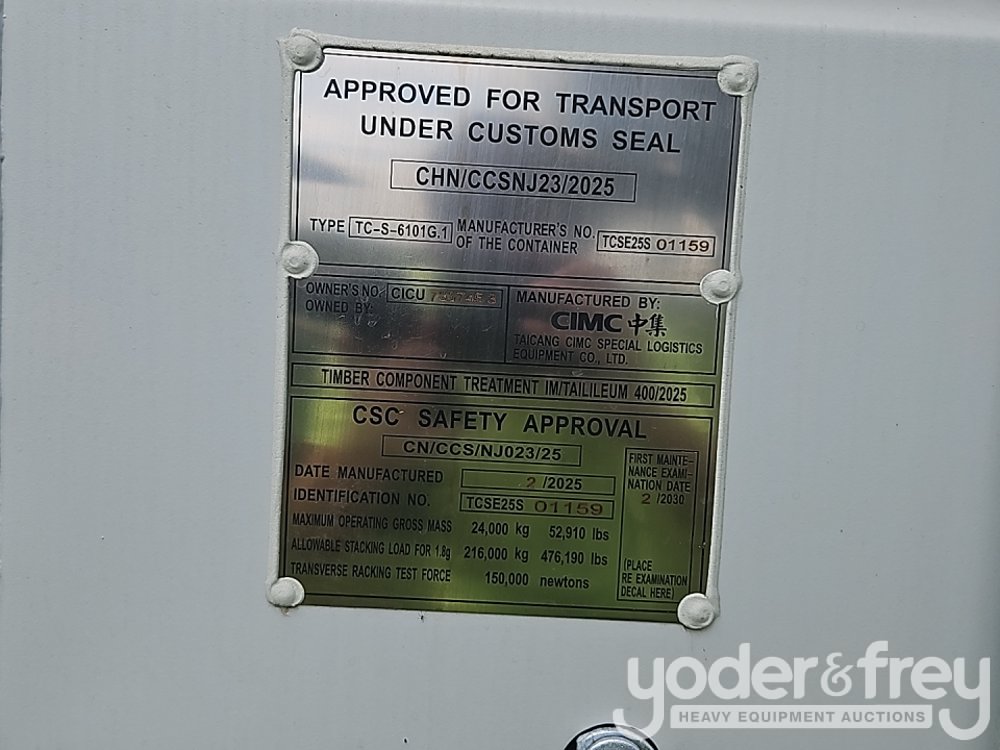 APPROVED FOR TRANSPORT
UNDER CUSTOMS SEAL
CHN/CCSNJ23/2025
TYPE TC-S-6101G.1 MANUFACTURER'S NO.
OF THE CONTAINER TCSE25S 01159
OWNER'S NO. CICU
OWNED BY:
MANUFACTURED BY:
CIMC 中集
TAICANG CIMC SPECIAL LOGISTICS
EQUIPMENT CO., LTD.
TIMBER COMPONENT TREATMENT IM/TAILILEUM 400/2025
CSC SAFETY APPROVAL
CN/CCS/NJ023/25
DATE MANUFACTURED 2 /2025
IDENTIFICATION NO. TCSE25S 01159
MAXIMUM OPERATING GROSS MASS 24,000 kg 52,910 lbs
ALLOWABLE STACKING LOAD FOR 1.8g 216,000 kg 476,190 lbs
TRANSVERSE RACKING TEST FORCE 150,000 newtons
FIRST MAINTE-
NANCE EXAMI-
NATION DATE
2 /2030
(PLACE
RE EXAMINATION
DECAL HERE)
yoder&frey
HEAVY EQUIPMENT AUCTIONS